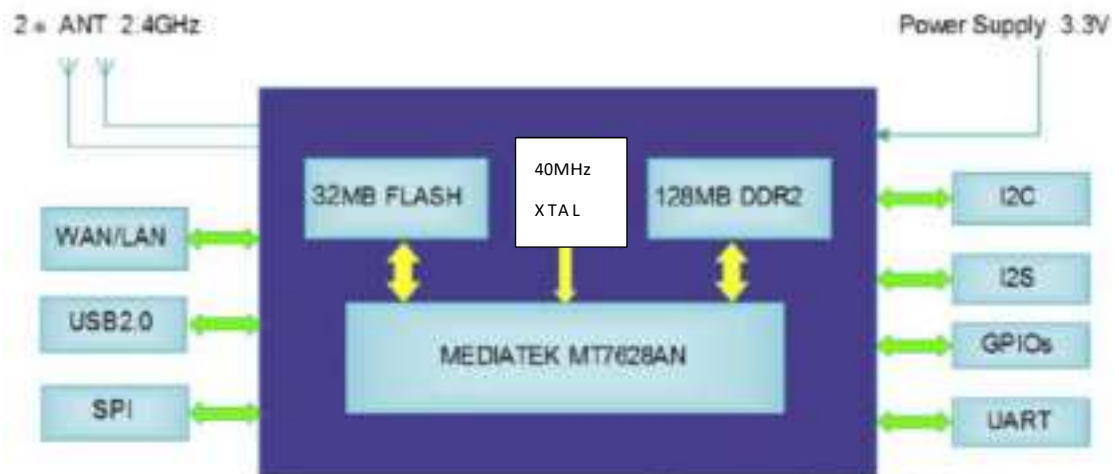 2 * ANT 2.4GHz
Power Supply 3.3V
32MB FLASH
40MHz
XTAL
128MB DDR2
WAN/LAN
USB2.0
SPI
MEDIATEK MT7628AN
I2C
I2S
GPIOs
UART